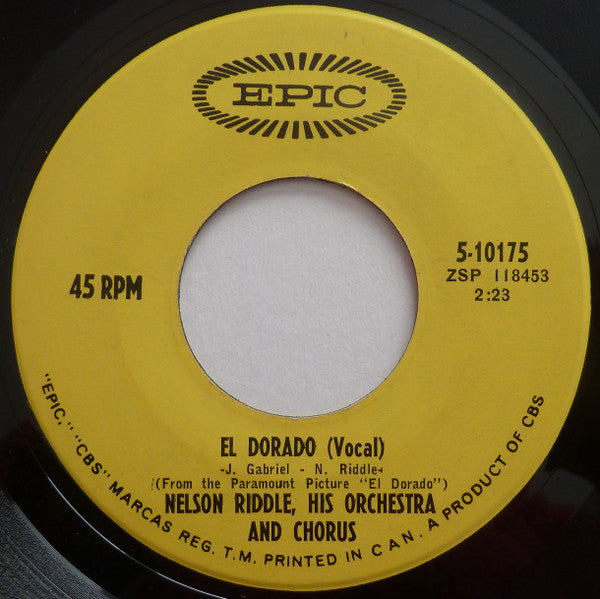 EPIC
5-10175
45 RPM
ZSP 118453
2:23
EL DORADO (Vocal)
-J. Gabriel - N. Riddle-
(From the Paramount Picture "El Dorado")
NELSON RIDDLE, HIS ORCHESTRA
AND CHORUS
"EPIC," "CBS" MARCAS REG. T.M. PRINTED IN CAN. A PRODUCT OF CBS